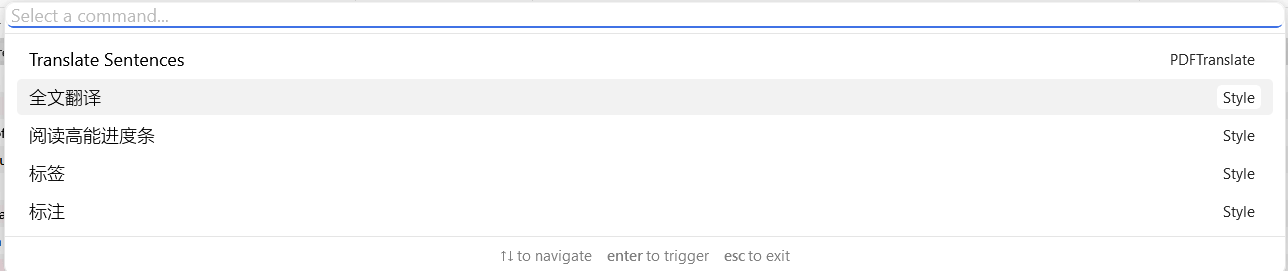 Select a command...
Translate Sentences PDFTranslate
全文翻译 Style
阅读高能进度条 Style
标签 Style
标注 Style
↑↓ to navigate enter to trigger esc to exit